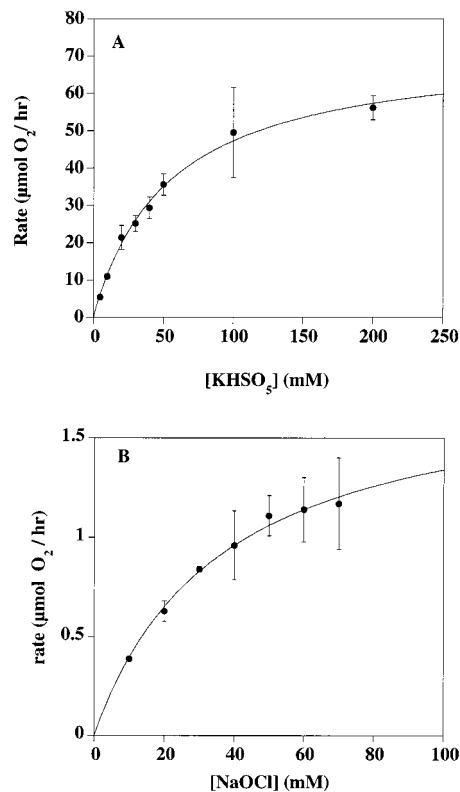 A
80
70
60
50
40
30
20
10
0
Rate (µmol O₂/ hr)
0 50 100 150 200 250
[KHSO₅] (mM)
B
1.5
1
0.5
0
rate (µmol O₂ / hr)
0 20 40 60 80 100
[NaOCl] (mM)